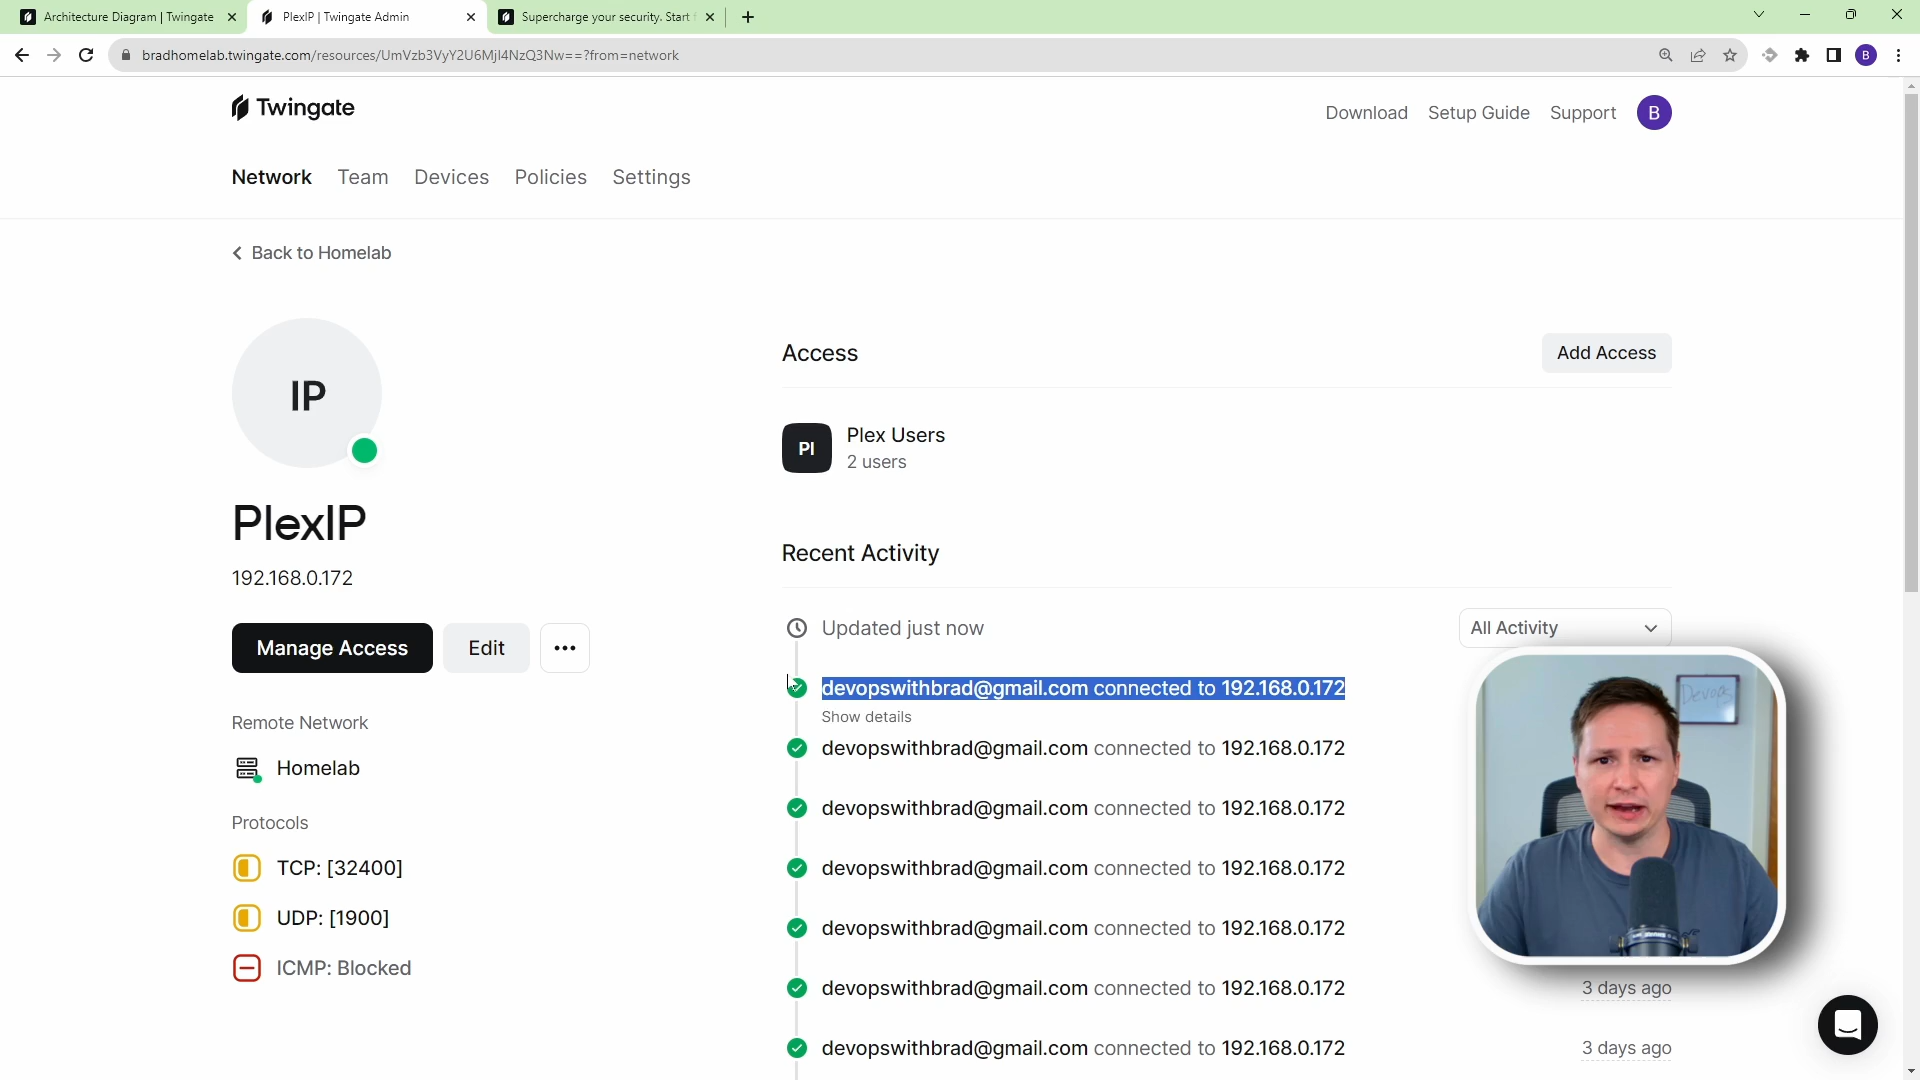 Architecture Diagram | Twingate
PlexIP | Twingate Admin
Supercharge your security. Start f
bradhomelab.twingate.com/resources/UmVzb3VyY2U6MjI4NzQ3Nw==?from=network
B
Twingate
Download
Setup Guide
Support
B
Network
Team
Devices
Policies
Settings
Back to Homelab
IP
PlexIP
192.168.0.172
Manage Access
Edit
Remote Network
Homelab
Protocols
TCP: [32400]
UDP: [1900]
ICMP: Blocked
Access
Add Access
PI
Plex Users
2 users
Recent Activity
Updated just now
All Activity
devopswithbrad@gmail.com connected to 192.168.0.172
Show details
devopswithbrad@gmail.com connected to 192.168.0.172
devopswithbrad@gmail.com connected to 192.168.0.172
devopswithbrad@gmail.com connected to 192.168.0.172
devopswithbrad@gmail.com connected to 192.168.0.172
devopswithbrad@gmail.com connected to 192.168.0.172
3 days ago
devopswithbrad@gmail.com connected to 192.168.0.172
3 days ago
Devops